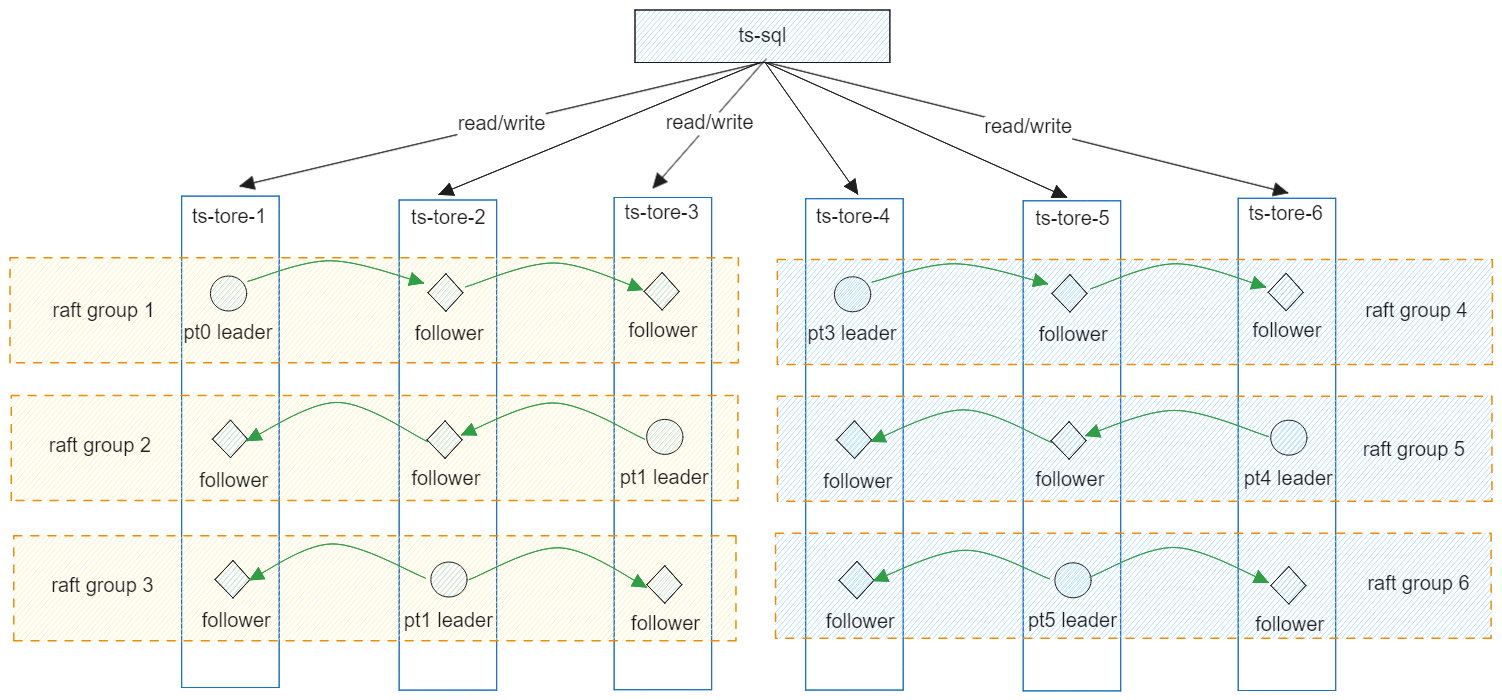 ts-sql
read/write
read/write
read/write
ts-tore-1
ts-tore-2
ts-tore-3
ts-tore-4
ts-tore-5
ts-tore-6
raft group 1
pt0 leader
follower
follower
pt3 leader
follower
follower
raft group 4
raft group 2
follower
follower
pt1 leader
follower
follower
pt4 leader
raft group 5
raft group 3
follower
pt1 leader
follower
follower
pt5 leader
follower
raft group 6